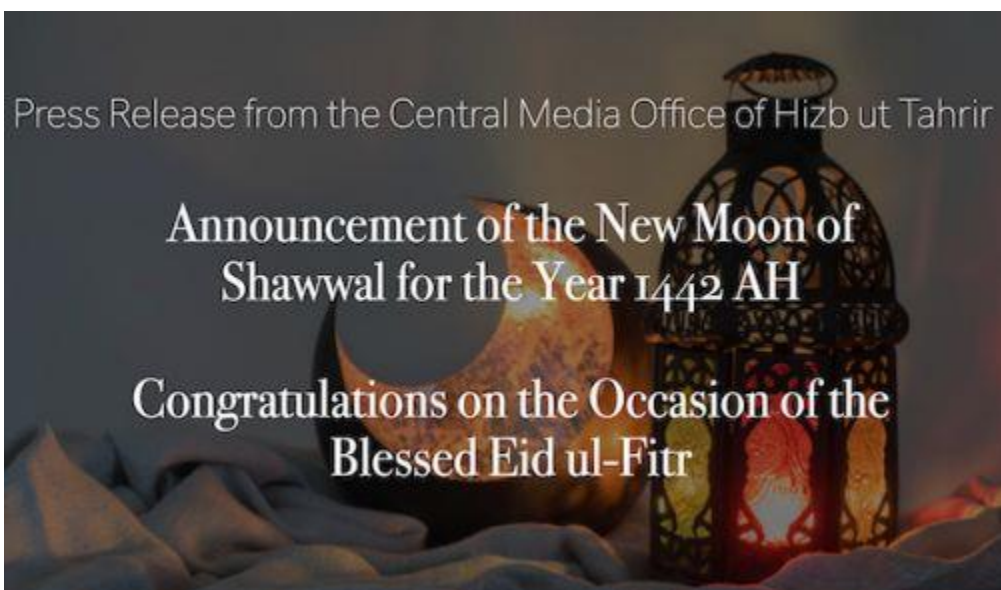 Press Release from the Central Media Office of Hizb ut Tahrir
Announcement of the New Moon of
Shawwal for the Year 1442 AH
Congratulations on the Occasion of the
Blessed Eid ul-Fitr